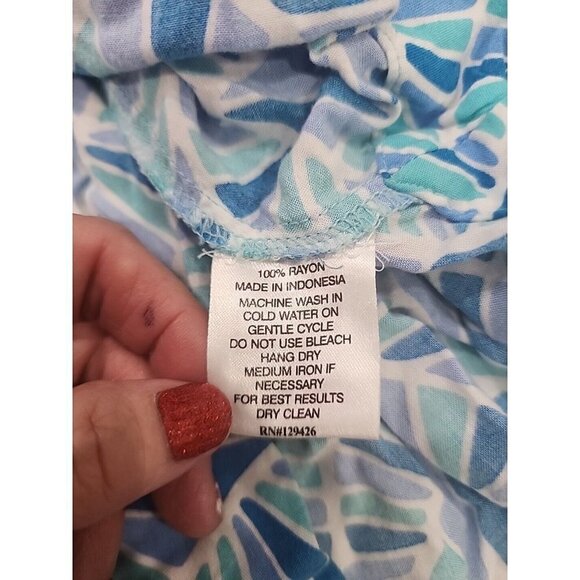 100% RAYON
MADE IN INDONESIA
MACHINE WASH IN
COLD WATER ON
GENTLE CYCLE
DO NOT USE BLEACH
HANG DRY
MEDIUM IRON IF
NECESSARY
FOR BEST RESULTS
DRY CLEAN
RN#129426